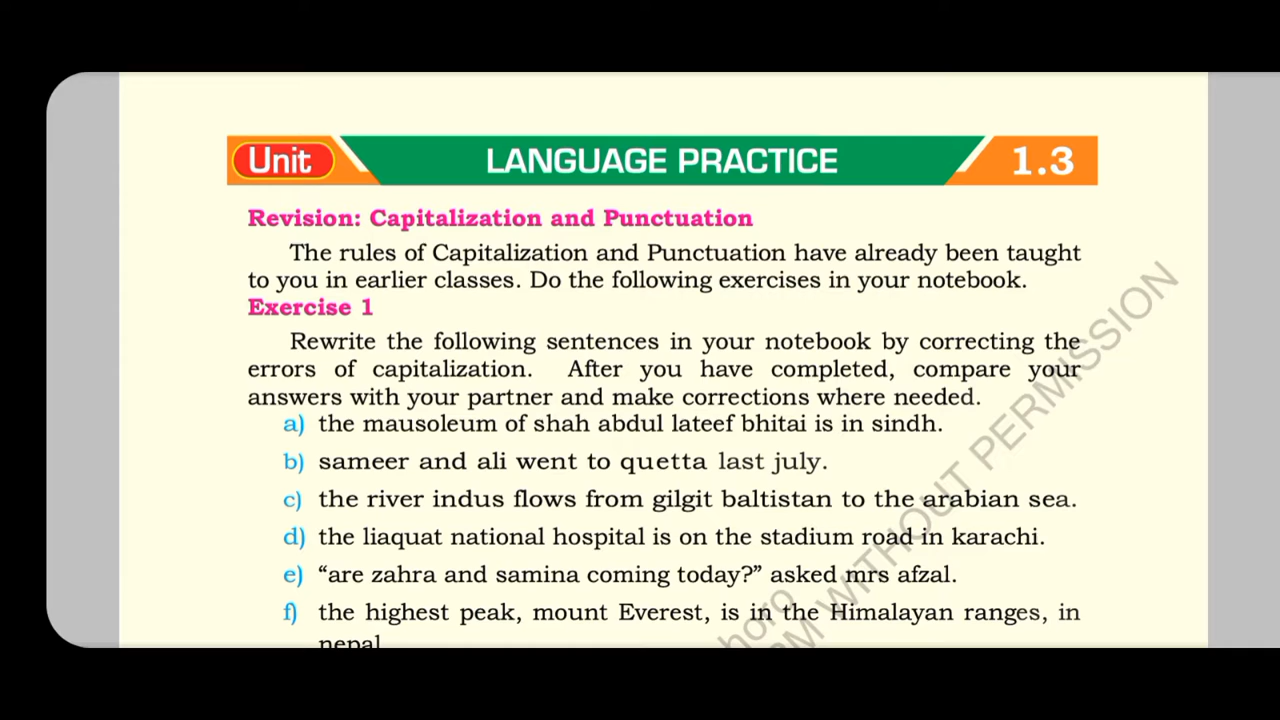 Unit
LANGUAGE PRACTICE
1.3
Revision: Capitalization and Punctuation
The rules of Capitalization and Punctuation have already been taught
to you in earlier classes. Do the following exercises in your notebook.
Exercise 1
Rewrite the following sentences in your notebook by correcting the
errors of capitalization. After you have completed, compare your
answers with your partner and make corrections where needed.
a) the mausoleum of shah abdul lateef bhitai is in sindh.
b) sameer and ali went to quetta last july.
c) the river indus flows from gilgit baltistan to the arabian sea.
d) the liaquat national hospital is on the stadium road in karachi.
e) “are zahra and samina coming today?” asked mrs afzal.
f) the highest peak, mount Everest, is in the Himalayan ranges, in
nepal
WITHOUT PERMISSION